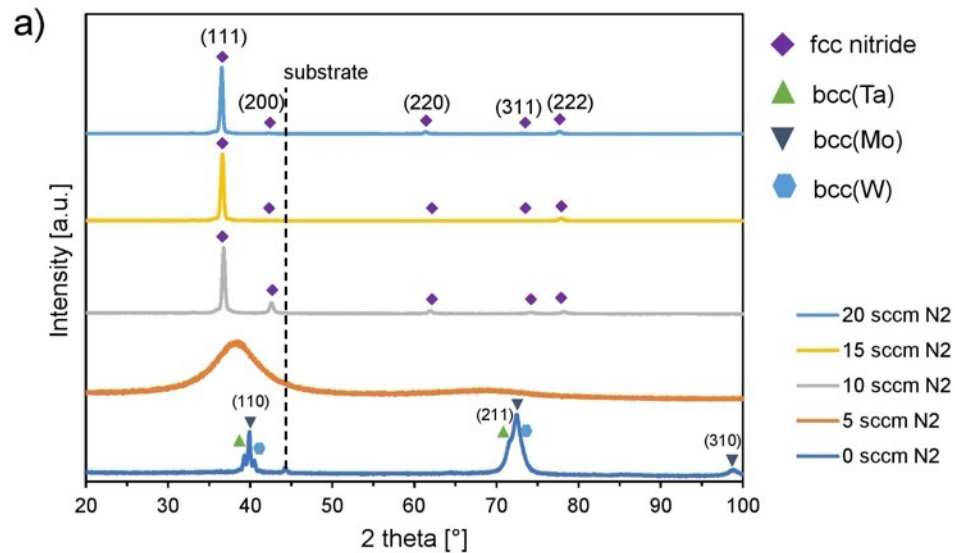 a)
(111)
substrate
(200)
(220)
(311)
(222)
(110)
(211)
(310)
Intensity [a.u.]
20 30 40 50 60 70 80 90 100
2 theta [°]
fcc nitride
bcc(Ta)
bcc(Mo)
bcc(W)
20 sccm N2
15 sccm N2
10 sccm N2
5 sccm N2
0 sccm N2